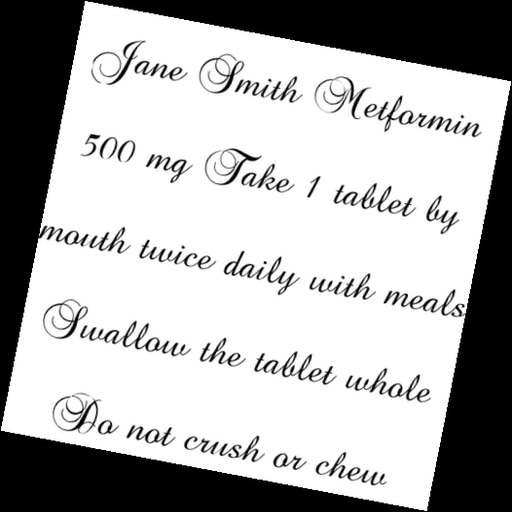 Jane Smith Metformin
500 mg Take 1 tablet by
mouth twice daily with meals
Swallow the tablet whole
Do not crush or chew